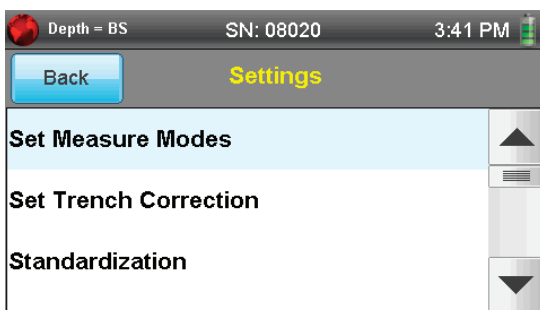 Depth = BS SN: 08020 3:41 PM
Back Settings
Set Measure Modes
Set Trench Correction
Standardization